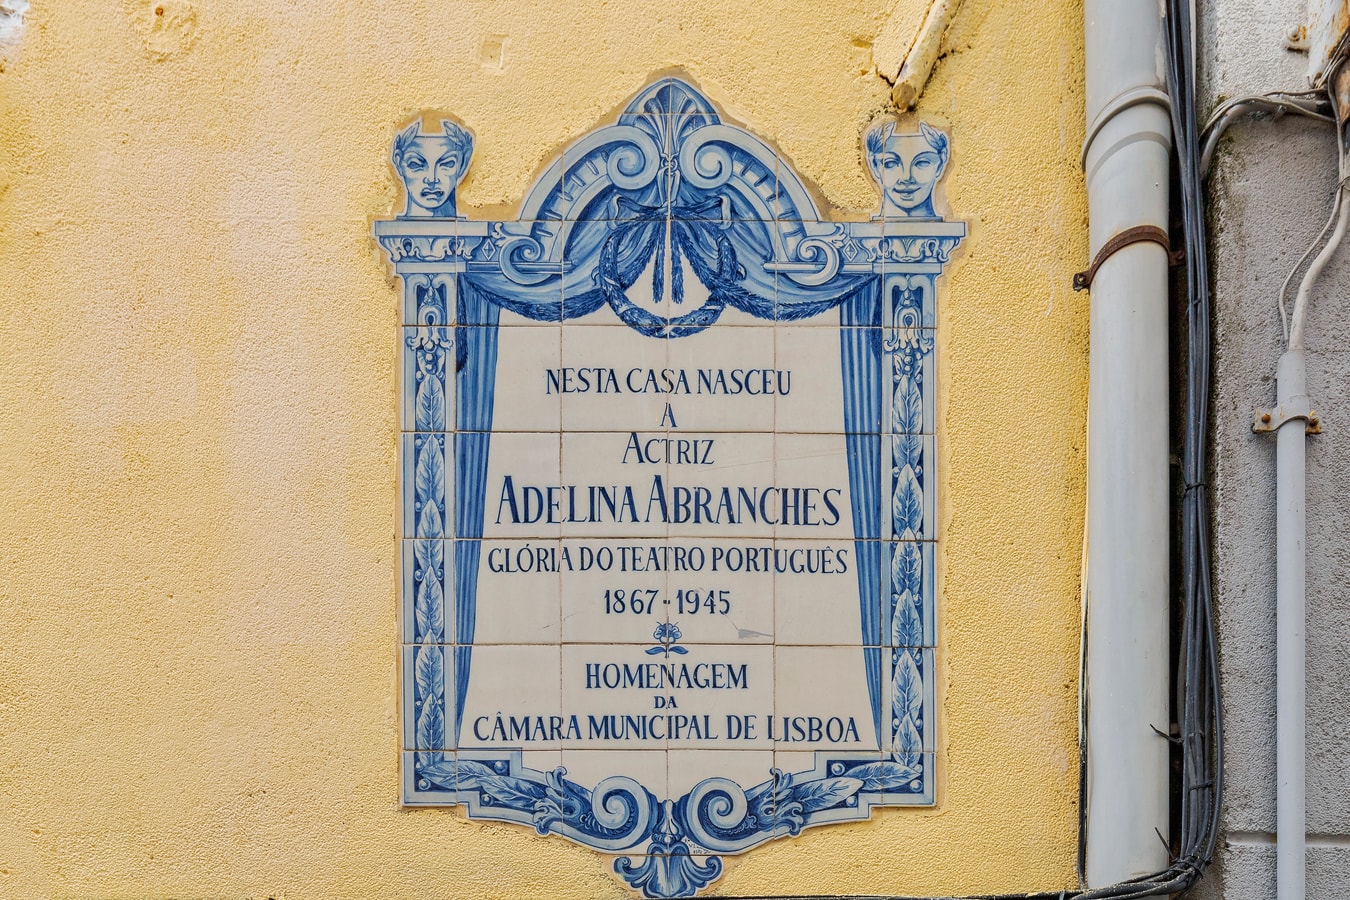 NESTA CASA NASCEU
A
ACTRIZ
ADELINA ABRANCHES
GLÓRIA DO TEATRO PORTUGUÊS
1867-1945
HOMENAGEM
DA
CÂMARA MUNICIPAL DE LISBOA